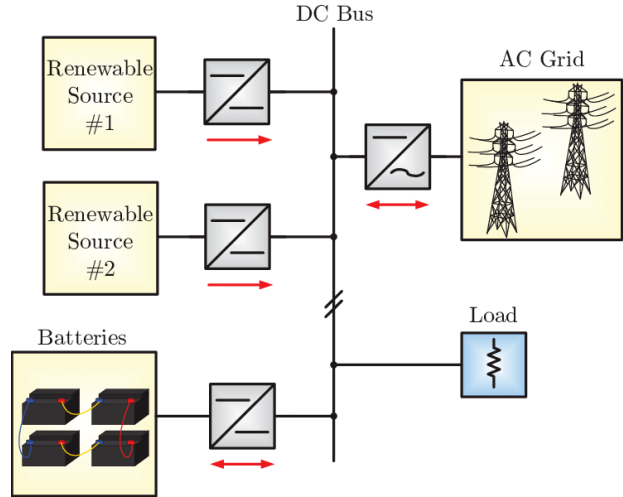 DC Bus
Renewable
Source
#1
AC Grid
Renewable
Source
#2
Batteries
Load